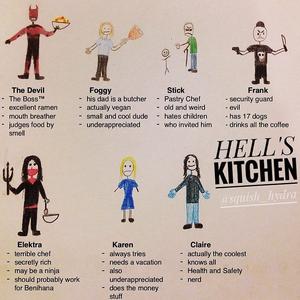 The Devil
- The Boss™
- excellent ramen
- mouth breather
- judges food by
smell
Foggy
- his dad is a butcher
- actually vegan
- small and cool dude
- underappreciated
Stick
- Pastry Chef
- old and weird
- hates children
- who invited him
Frank
- security guard
- evil
- has 17 dogs
- drinks all the coffee
HELL'S
KITCHEN
@squish_hydra
Elektra
- terrible chef
- secretly rich
- may be a ninja
- should probably work
for Benihana
Karen
- always tries
- needs a vacation
- also
underappreciated
- does the money
stuff
Claire
- actually the coolest
- knows all
- Health and Safety
- nerd